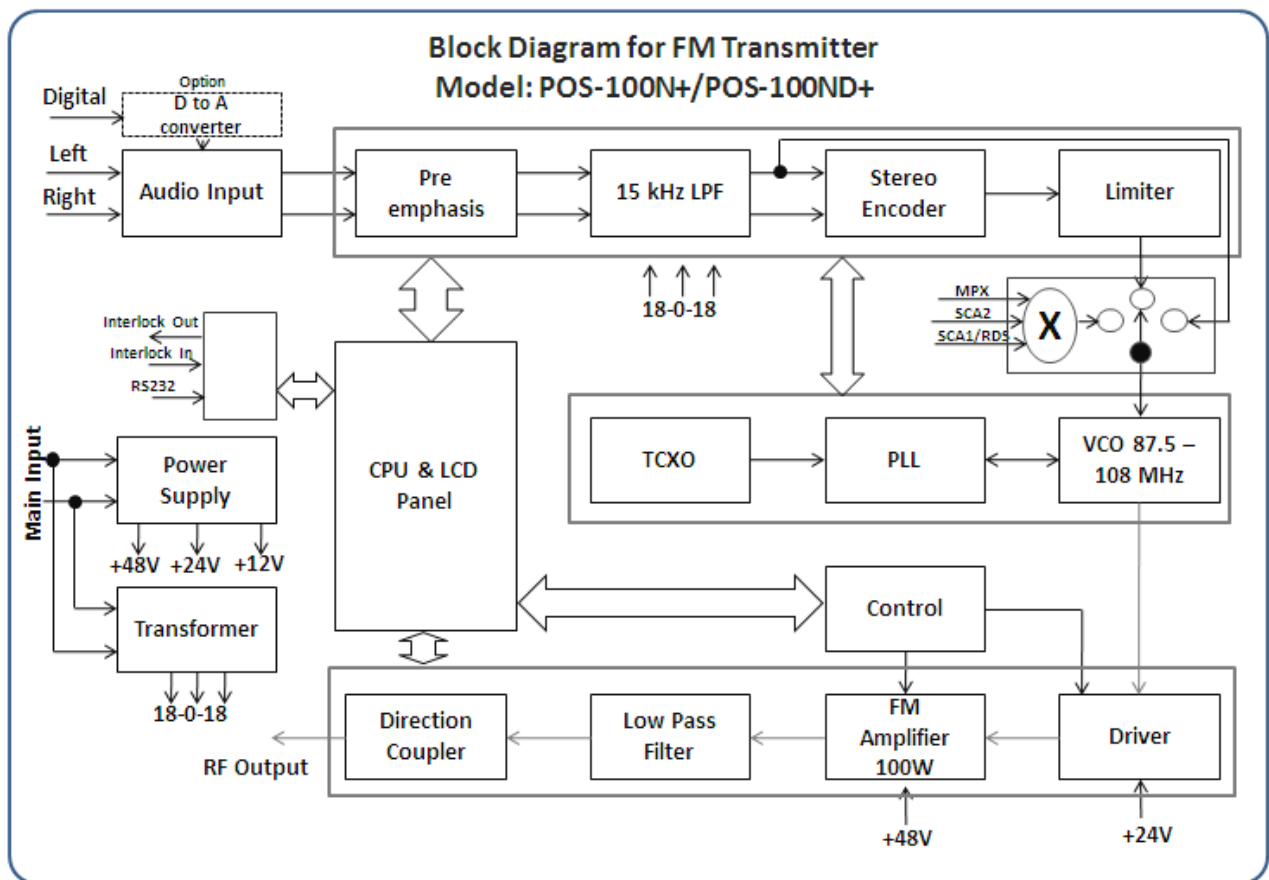 Block Diagram for FM Transmitter
Model: POS-100N+/POS-100ND+
Option
Digital
D to A
converter
Left
Right
Audio Input
Pre
emphasis
15 kHz LPF
Stereo
Encoder
Limiter
18-0-18
MPX
SCA2
SCA1/RDS
X
Interlock Out
Interlock In
RS232
CPU & LCD
Panel
TCXO
PLL
VCO 87.5 –
108 MHz
Main Input
Power
Supply
+48V
+24V
+12V
Transformer
18-0-18
Control
Direction
Coupler
Low Pass
Filter
FM
Amplifier
100W
Driver
RF Output
+48V
+24V